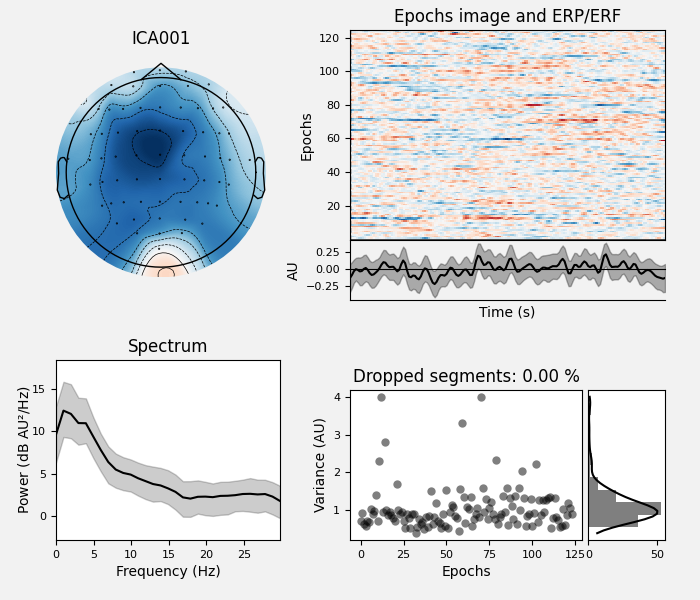 ICA001
Epochs image and ERP/ERF
120
100
80
60
40
20
Epochs
0.25
0.00
−0.25
AU
Time (s)
Spectrum
15
10
5
0
Power (dB AU²/Hz)
0 5 10 15 20 25
Frequency (Hz)
Dropped segments: 0.00 %
4
3
2
1
Variance (AU)
0 25 50 75 100 125
Epochs
0 50